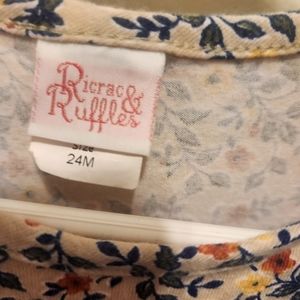 Ricrac &
Ruffles
Size
24M